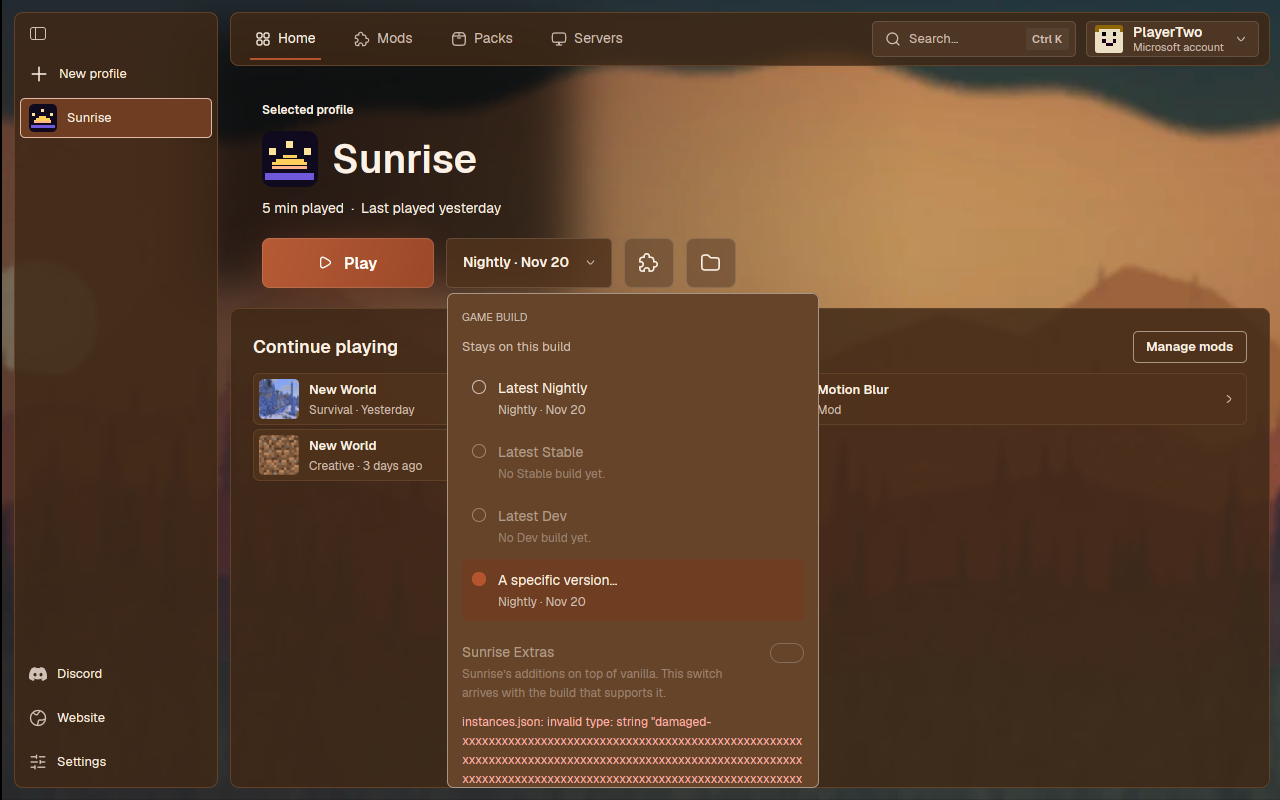 New profile
Sunrise
Discord
Website
Settings
Home
Mods
Packs
Servers
Search...
Ctrl K
PlayerTwo
Microsoft account
Selected profile
Sunrise
5 min played · Last played yesterday
Play
Nightly · Nov 20
Continue playing
Manage mods
New World
Survival · Yesterday
New World
Creative · 3 days ago
Motion Blur
Mod
GAME BUILD
Stays on this build
Latest Nightly
Nightly · Nov 20
Latest Stable
No Stable build yet.
Latest Dev
No Dev build yet.
A specific version...
Nightly · Nov 20
Sunrise Extras
Sunrise's additions on top of vanilla. This switch
arrives with the build that supports it.
instances.json: invalid type: string "damaged-
xxxxxxxxxxxxxxxxxxxxxxxxxxxxxxxxxxxxxxxxxxxxxxxxxxxx
xxxxxxxxxxxxxxxxxxxxxxxxxxxxxxxxxxxxxxxxxxxxxxxxxxxx
xxxxxxxxxxxxxxxxxxxxxxxxxxxxxxxxxxxxxxxxxxxxxxxxxxxx